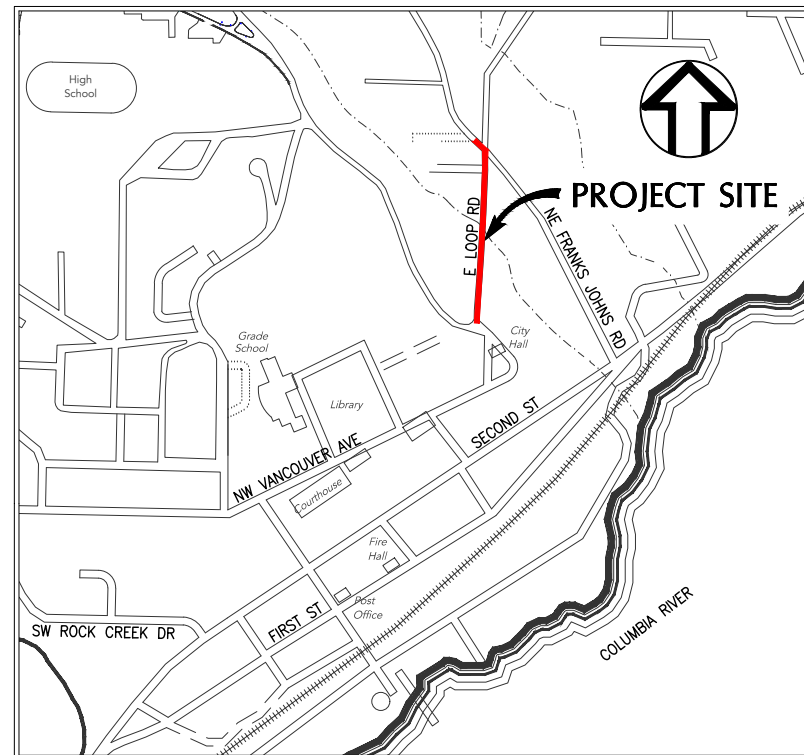 High
School
PROJECT SITE
E LOOP RD
NE FRANKS JOHNS RD
City
Hall
Grade
School
Library
SECOND ST
NW VANCOUVER AVE
Courthouse
Fire
Hall
Post
Office
FIRST ST
SW ROCK CREEK DR
COLUMBIA RIVER